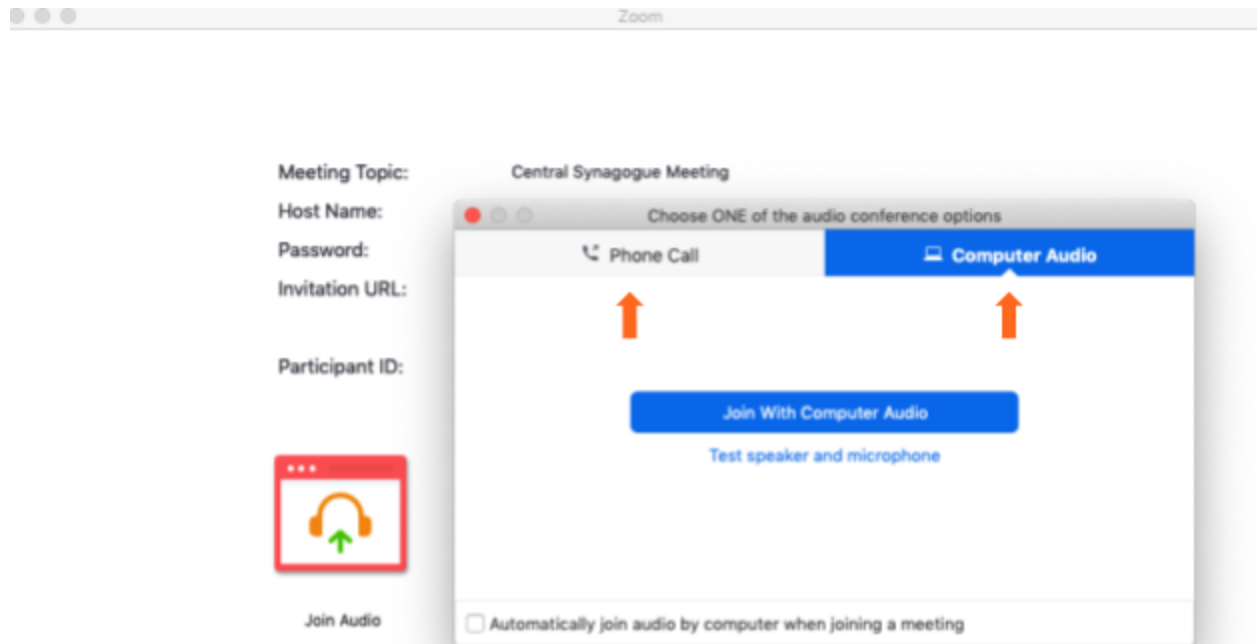 Zoom
Meeting Topic: Central Synagogue Meeting
Host Name:
Password:
Invitation URL:
Participant ID:
Choose ONE of the audio conference options
Phone Call Computer Audio
Join With Computer Audio
Test speaker and microphone
Join Audio
Automatically join audio by computer when joining a meeting